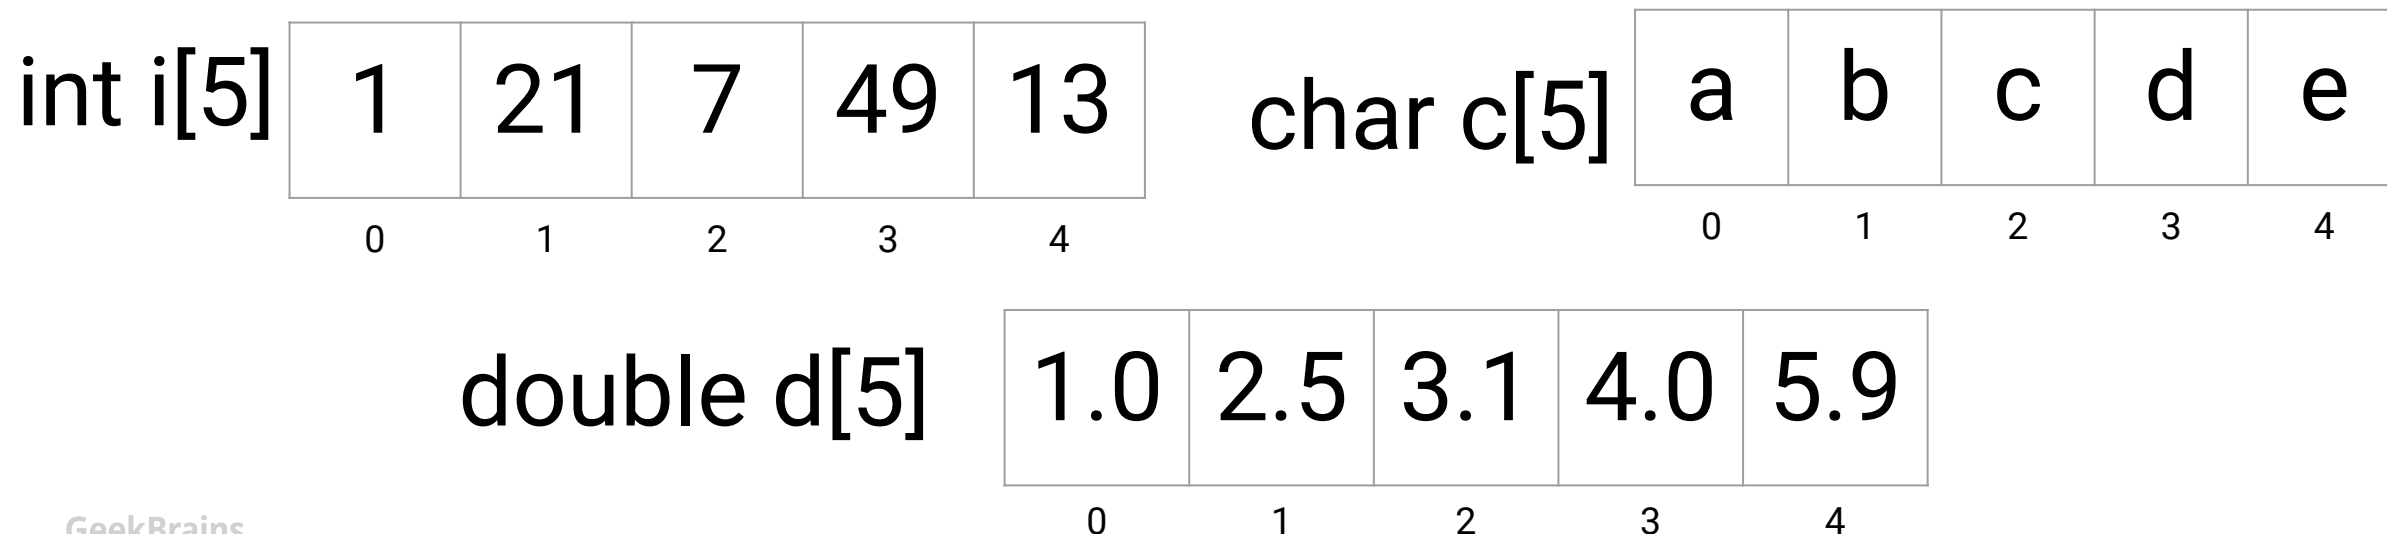 int i[5] 1 21 7 49 13
0 1 2 3 4
char c[5] a b c d e
0 1 2 3 4
double d[5] 1.0 2.5 3.1 4.0 5.9
0 1 2 3 4
GeekBrains